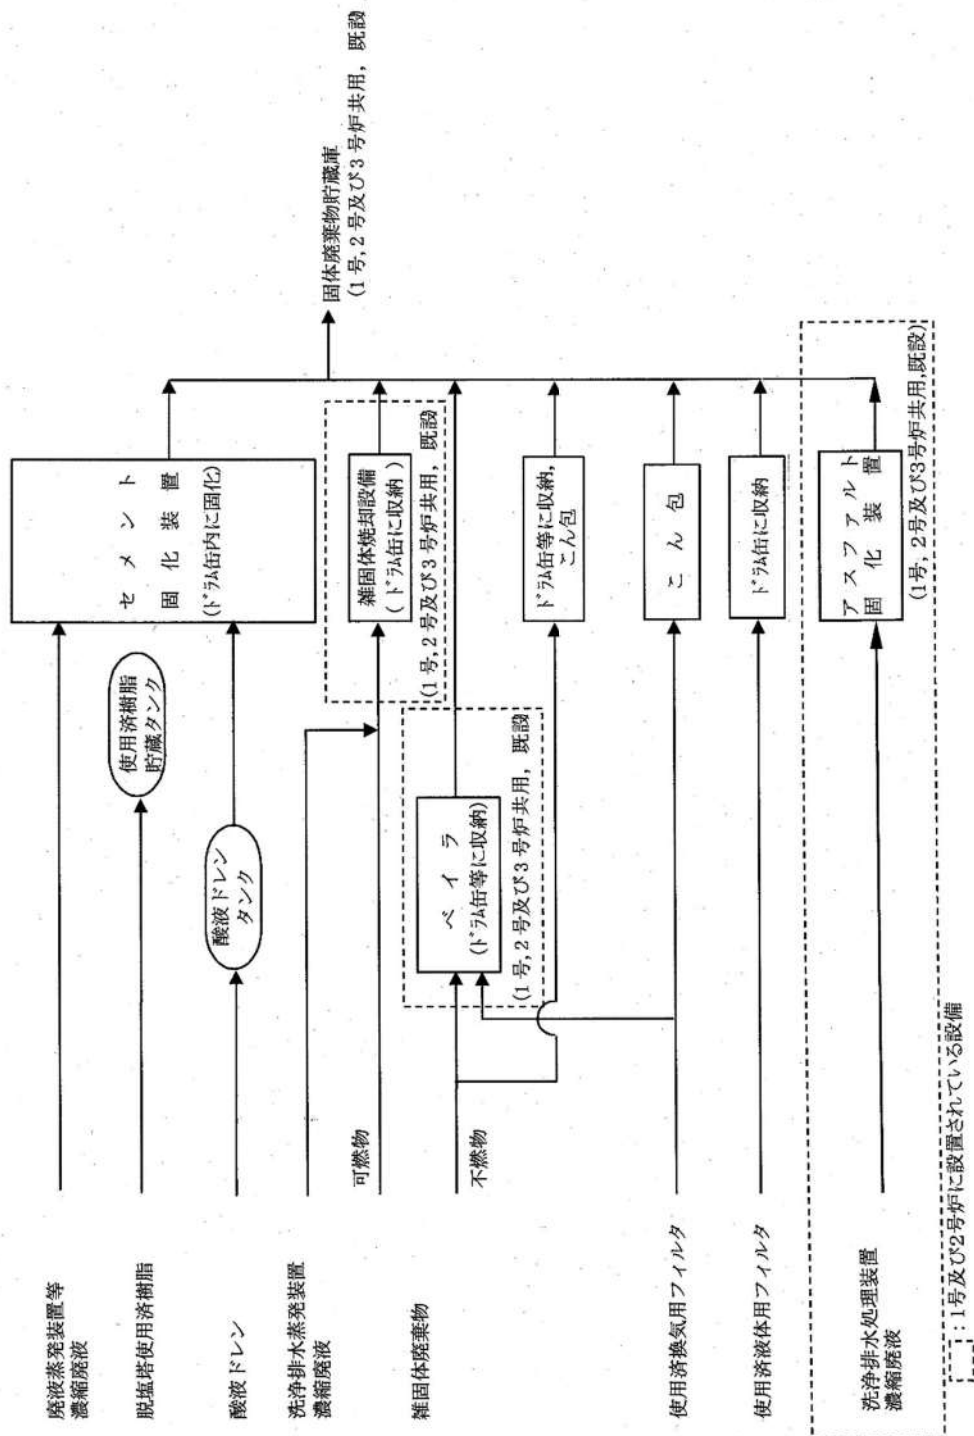 廃液蒸発装置等
濃縮廃液
セメント
固化装置
(ﾄﾞﾗﾑ缶内に固化)
脱塩塔使用済樹脂
使用済樹脂
貯蔵タンク
酸液ドレン
酸液ドレン
タンク
洗浄排水蒸発装置
濃縮廃液
雑固体廃棄物
可燃物
雑固体焼却設備
(ﾄﾞﾗﾑ缶に収納)
(1号,2号及び3号炉共用, 既設)
不燃物
ベイラ
(ﾄﾞﾗﾑ缶等に収納)
(1号,2号及び3号炉共用, 既設)
ﾄﾞﾗﾑ缶等に収納,
こん包
使用済換気用フィルタ
こん包
使用済液体用フィルタ
ﾄﾞﾗﾑ缶に収納
洗浄排水処理装置
濃縮廃液
アスファルト
固化装置
(1号, 2号及び3号炉共用,既設)
固体廃棄物貯蔵庫
(1号,2号及び3号炉共用, 既設)
:1号及び2号炉に設置されている設備